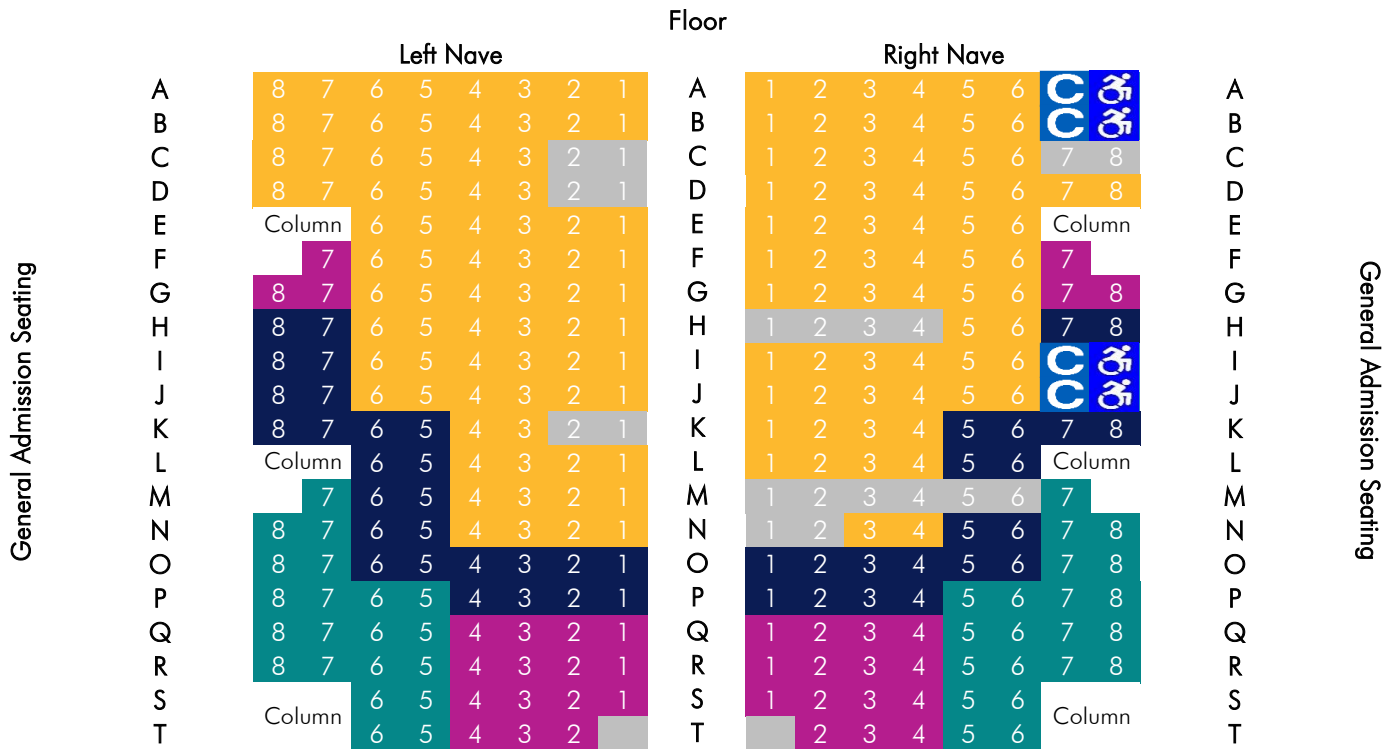 Floor
Left Nave Right Nave
A 8 7 6 5 4 3 2 1 A 1 2 3 4 5 6 C A
B 8 7 6 5 4 3 2 1 B 1 2 3 4 5 6 C B
C 8 7 6 5 4 3 2 1 C 1 2 3 4 5 6 7 8 C
D 8 7 6 5 4 3 2 1 D 1 2 3 4 5 6 7 8 D
E Column 6 5 4 3 2 1 E 1 2 3 4 5 6 Column E
F 7 6 5 4 3 2 1 F 1 2 3 4 5 6 7 F
G 8 7 6 5 4 3 2 1 G 1 2 3 4 5 6 7 8 G
H 8 7 6 5 4 3 2 1 H 1 2 3 4 5 6 7 8 H
I 8 7 6 5 4 3 2 1 I 1 2 3 4 5 6 C I
J 8 7 6 5 4 3 2 1 J 1 2 3 4 5 6 C J
K 8 7 6 5 4 3 2 1 K 1 2 3 4 5 6 7 8 K
L Column 6 5 4 3 2 1 L 1 2 3 4 5 6 Column L
M 7 6 5 4 3 2 1 M 1 2 3 4 5 6 7 M
N 8 7 6 5 4 3 2 1 N 1 2 3 4 5 6 7 8 N
O 8 7 6 5 4 3 2 1 O 1 2 3 4 5 6 7 8 O
P 8 7 6 5 4 3 2 1 P 1 2 3 4 5 6 7 8 P
Q 8 7 6 5 4 3 2 1 Q 1 2 3 4 5 6 7 8 Q
R 8 7 6 5 4 3 2 1 R 1 2 3 4 5 6 7 8 R
S 6 5 4 3 2 1 S 1 2 3 4 5 6 S
Column Column
T 6 5 4 3 2 T 2 3 4 5 6 T
General Admission Seating
General Admission Seating